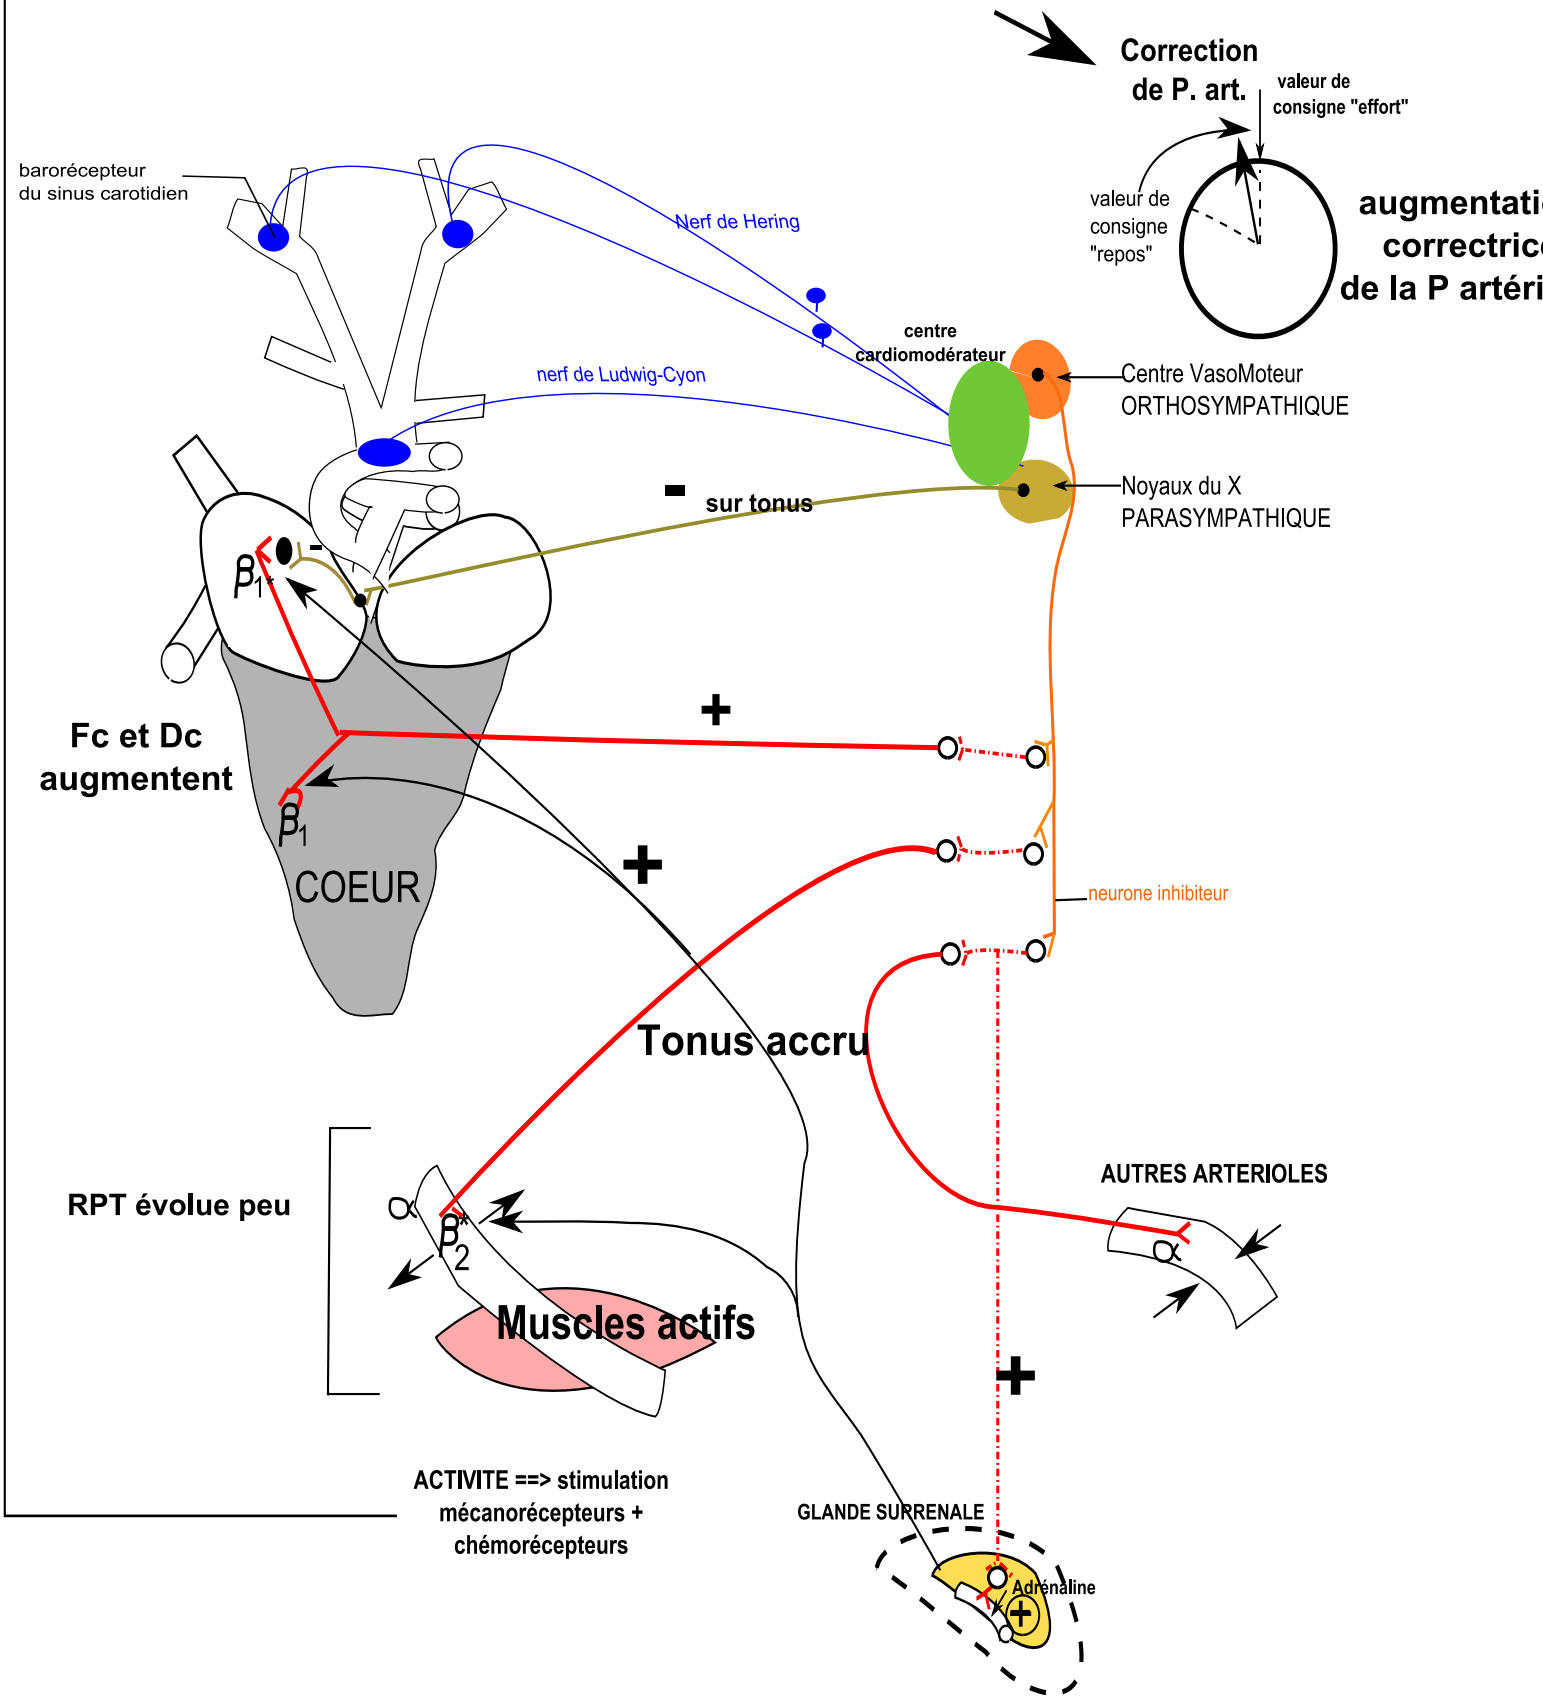 Correction
de P. art.
valeur de
consigne "effort"
barorécepteur
du sinus carotidien
valeur de
consigne
"repos"
augmentatio
correctrice
de la P artéri
Nerf de Hering
centre
cardiomodérateur
nerf de Ludwig-Cyon
Centre VasoMoteur
ORTHOSYMPATHIQUE
Noyaux du X
PARASYMPATHIQUE
- sur tonus
-
β1*
+
Fc et Dc
augmentent
β1
+
COEUR
neurone inhibiteur
Tonus accru
RPT évolue peu
α
β2*
AUTRES ARTERIOLES
α
Muscles actifs
+
ACTIVITE ==> stimulation
mécanorécepteurs +
chémorécepteurs
GLANDE SURRENALE
Adrénaline
+